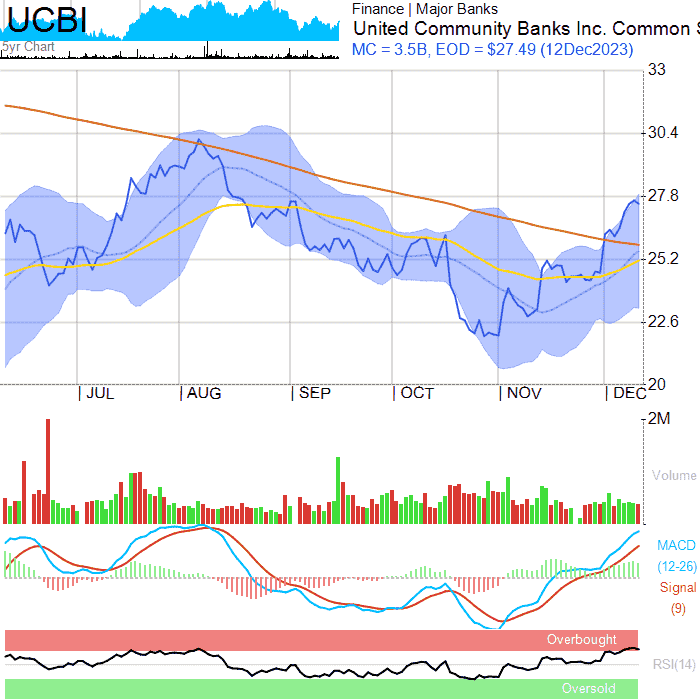 UCBI
5yr Chart
Finance | Major Banks
United Community Banks Inc. Common S
MC = 3.5B, EOD = $27.49 (12Dec2023)
33
30.4
27.8
25.2
22.6
20
| JUL | AUG | SEP | OCT | NOV | DEC
2M
Volume
MACD
(12-26)
Signal
(9)
Overbought
RSI(14)
Oversold